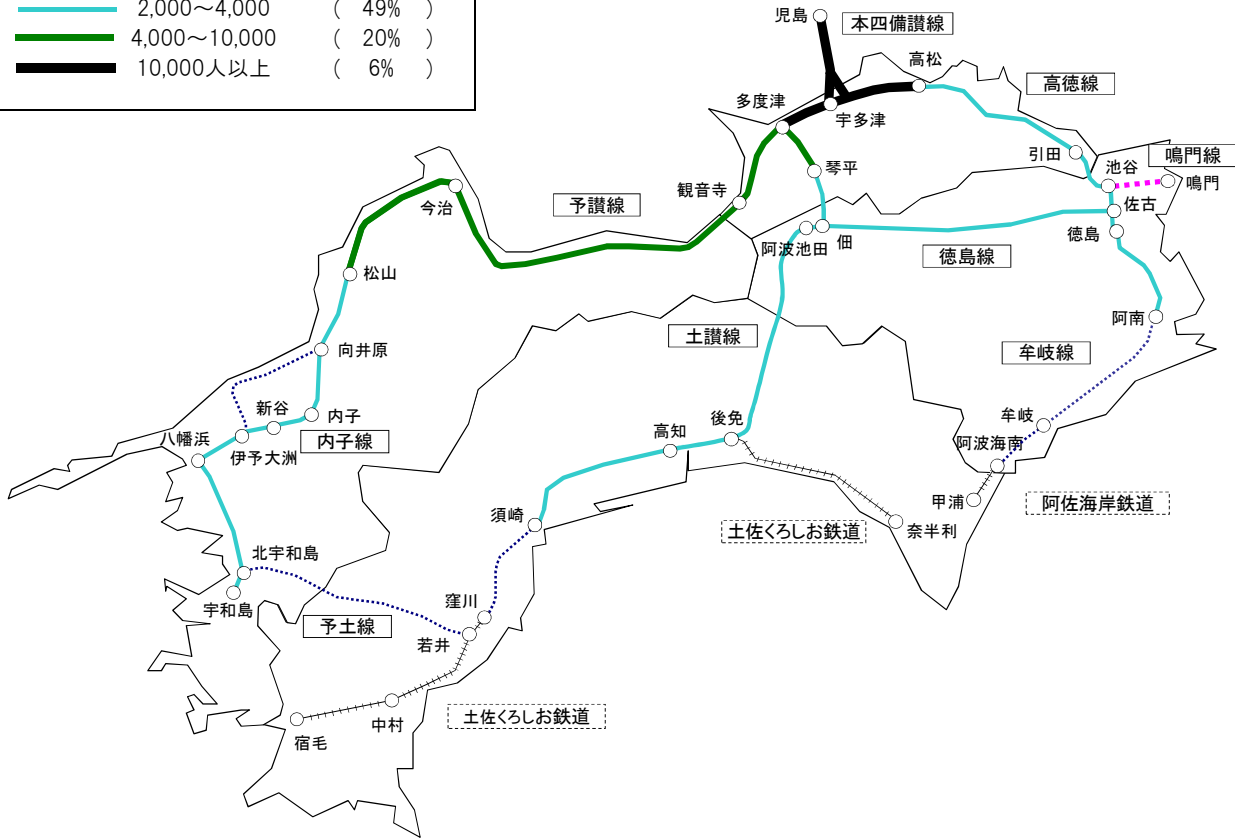 2,000～4,000 ( 49% )
4,000～10,000 ( 20% )
10,000人以上 ( 6% )
児島
本四備讃線
高松
高徳線
多度津
宇多津
引田
鳴門線
池谷
鳴門
琴平
観音寺
今治
予讃線
佐古
徳島
阿波池田
佃
徳島線
松山
阿南
土讃線
向井原
牟岐線
新谷
内子
八幡浜
伊予大洲
内子線
高知
後免
牟岐
阿波海南
甲浦
阿佐海岸鉄道
須崎
土佐くろしお鉄道
奈半利
北宇和島
宇和島
窪川
予土線
若井
中村
土佐くろしお鉄道
宿毛